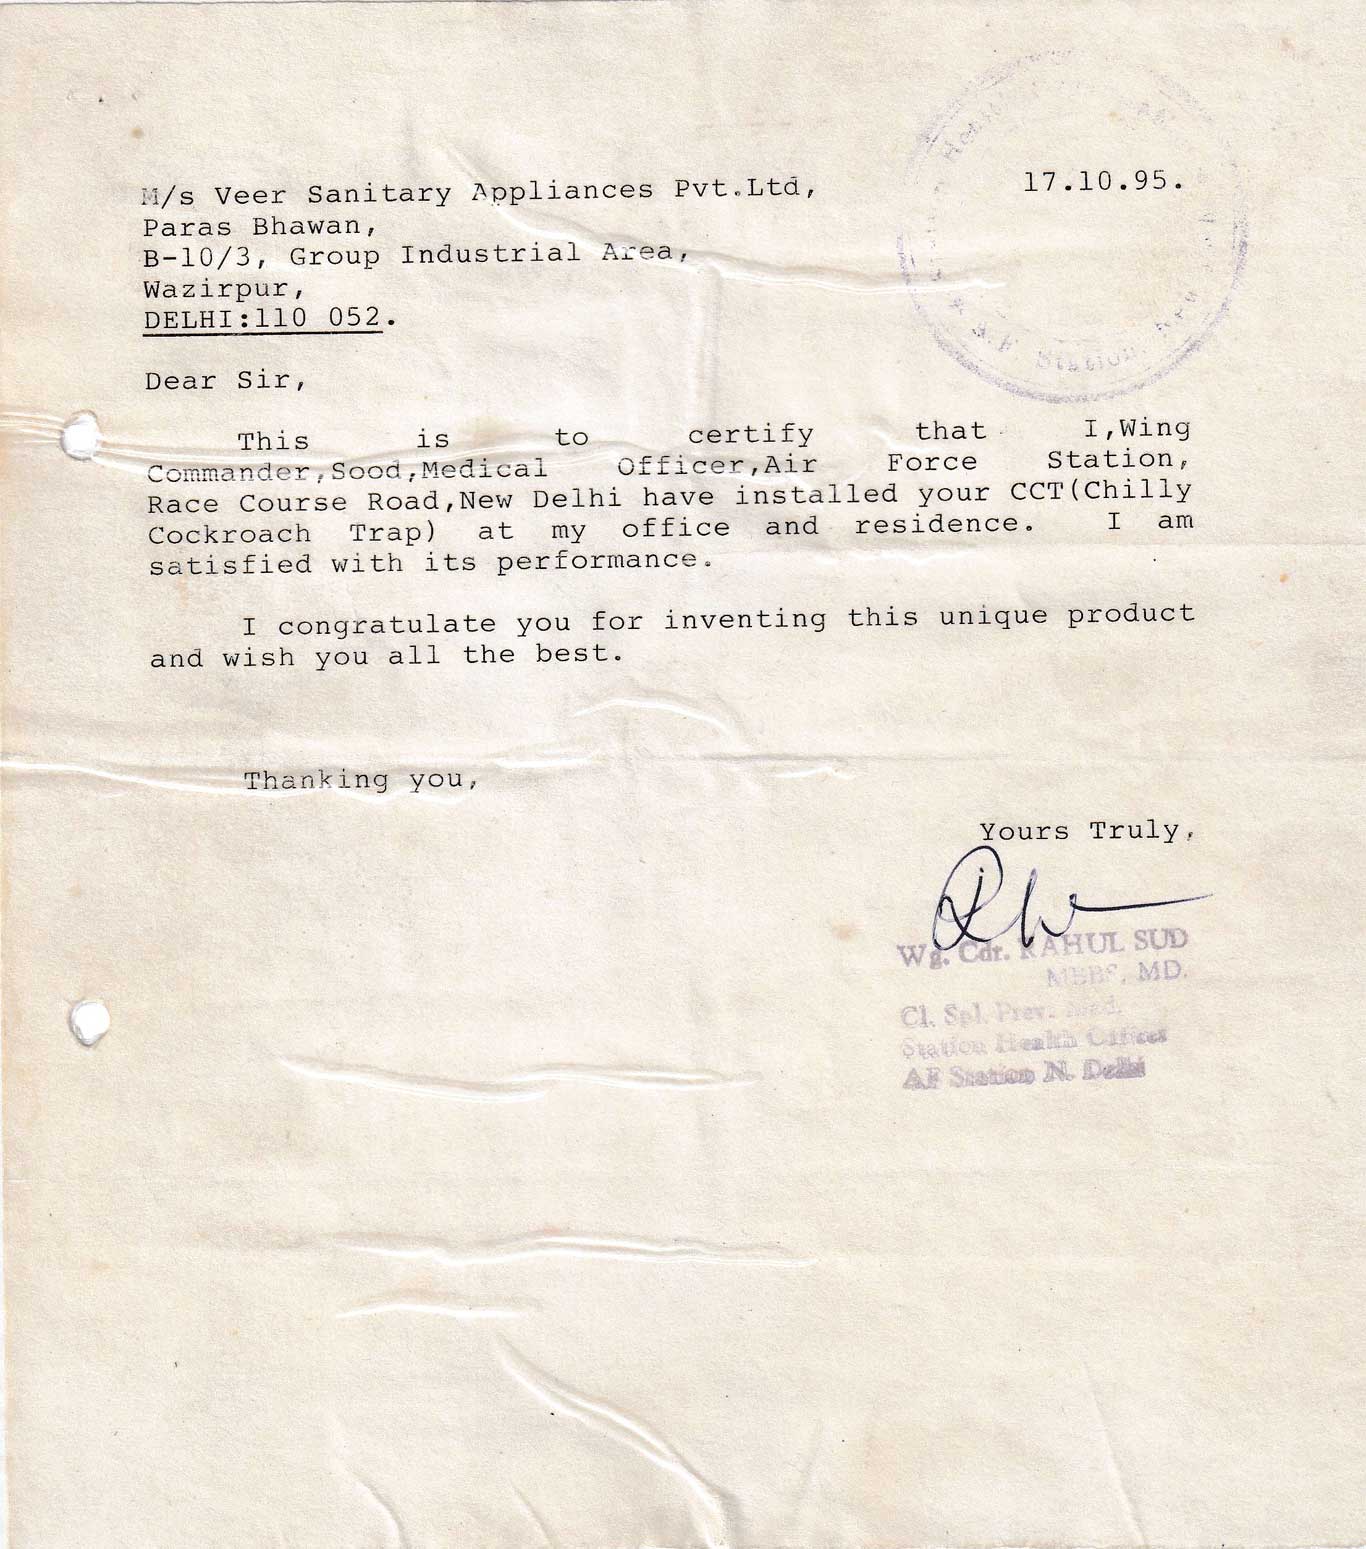 17.10.95.
M/s Veer Sanitary Appliances Pvt.Ltd,
Paras Bhawan,
B-10/3, Group Industrial Area,
Wazirpur,
DELHI:110 052.
Dear Sir,
This is to certify that I,Wing
Commander,Sood,Medical Officer,Air Force Station,
Race Course Road,New Delhi have installed your CCT(Chilly
Cockroach Trap) at my office and residence. I am
satisfied with its performance.
I congratulate you for inventing this unique product
and wish you all the best.
Thanking you,
Yours Truly,
Wg. Cdr. RAHUL SUD
MBBS, MD.
Cl. Spl. Prev. Med.
Station Health Officer
AF Station N. Delhi
Station